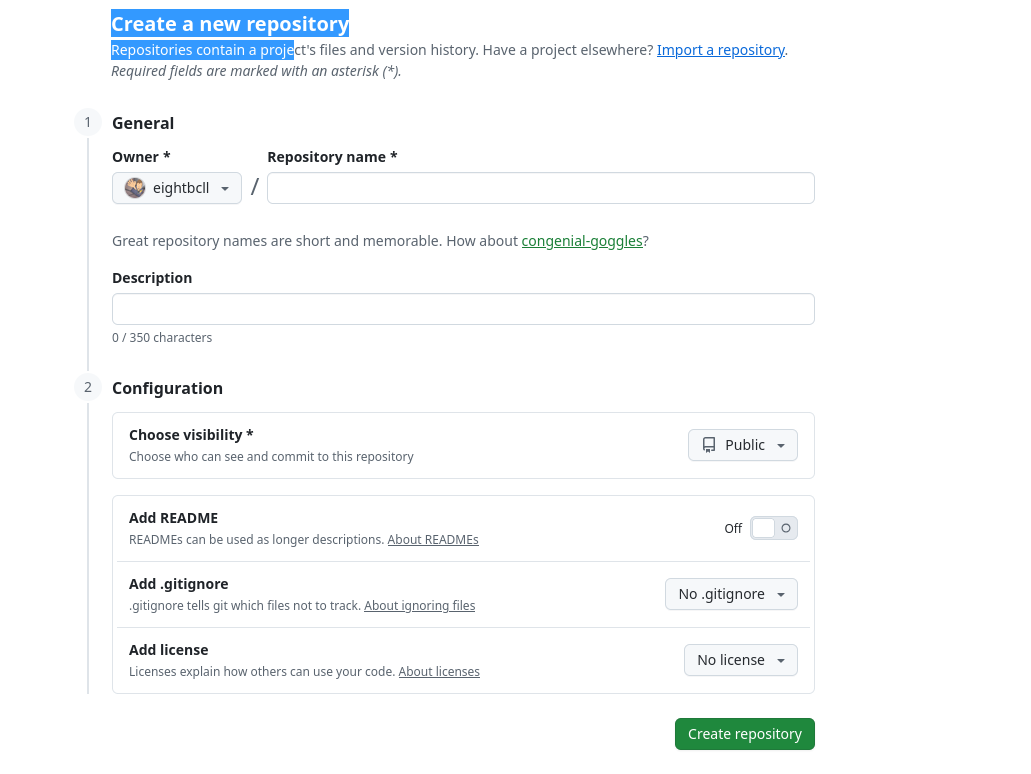 Create a new repository
Repositories contain a project's files and version history. Have a project elsewhere? Import a repository.
Required fields are marked with an asterisk (*).
1 General
Owner * Repository name *
eightbcll /
Great repository names are short and memorable. How about congenial-goggles?
Description
0 / 350 characters
2 Configuration
Choose visibility *
Choose who can see and commit to this repository
Public
Add README
READMEs can be used as longer descriptions. About READMEs
Off
Add .gitignore
.gitignore tells git which files not to track. About ignoring files
No .gitignore
Add license
Licenses explain how others can use your code. About licenses
No license
Create repository